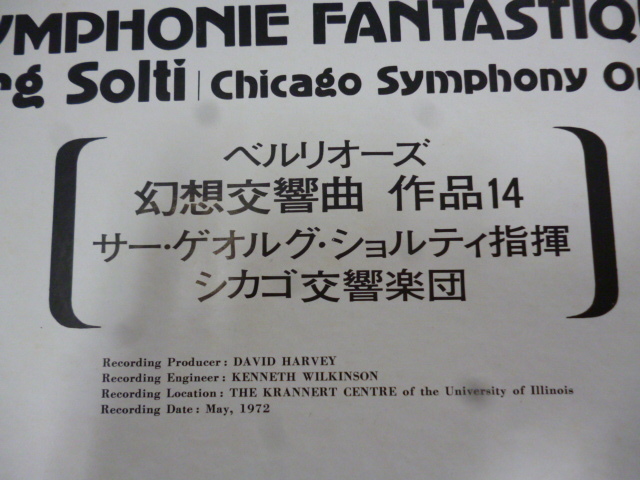 YMPHONIE FANTASTIQU
rg Solti | Chicago Symphony Or
ベルリオーズ
幻想交響曲 作品14
サー・ゲオルグ・ショルティ指揮
シカゴ交響楽団
Recording Producer : DAVID HARVEY
Recording Engineer : KENNETH WILKINSON
Recording Location : THE KRANNERT CENTRE of the University of Illinois
Recording Date : May, 1972